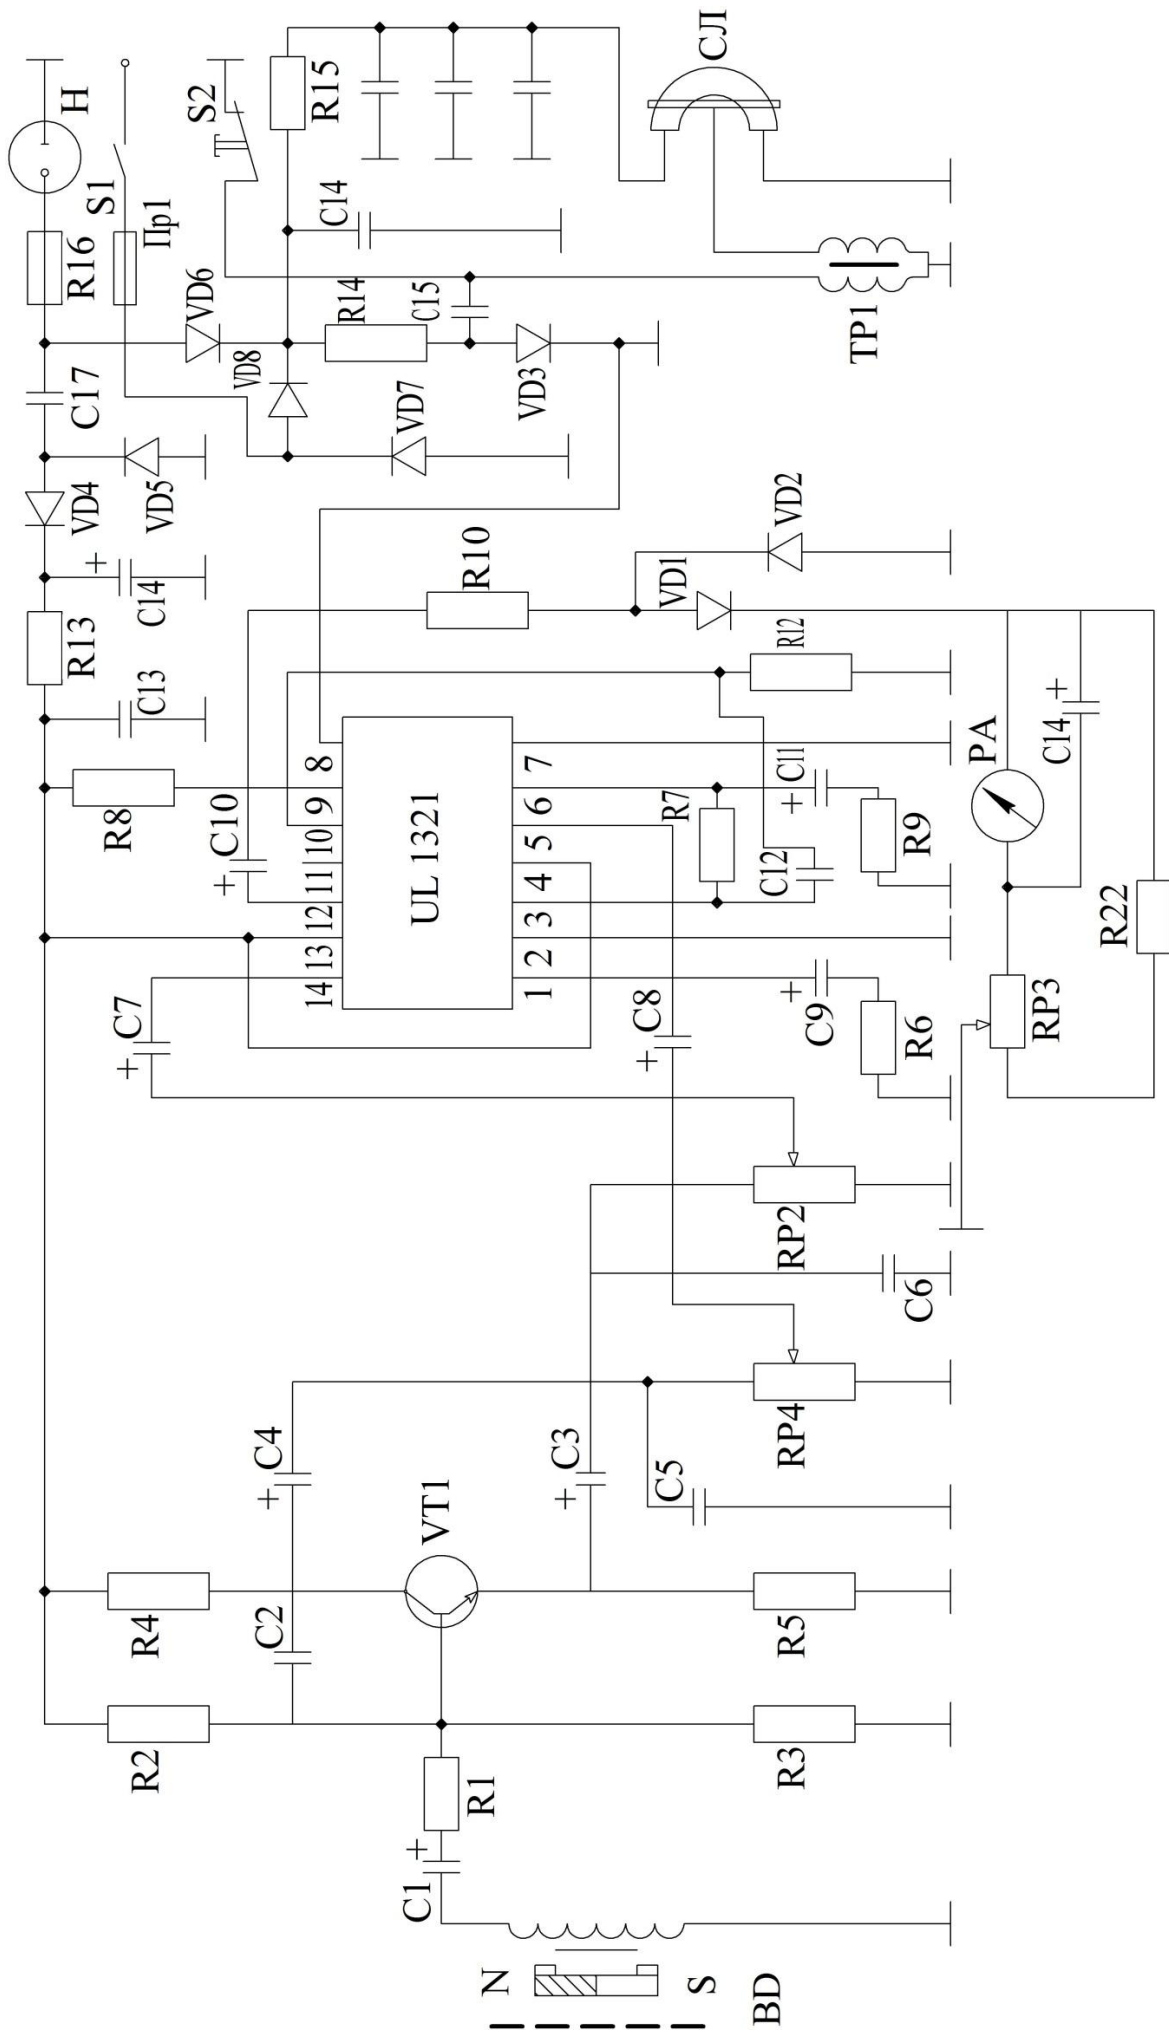 BD
N
S
C1
R1
R2
R3
C2
R4
VT1
R5
C4
C3
C5
RP4
C6
RP2
C7
C8
C9
R6
RP3
R22
UL 1321
14
13
12
11
10
9
8
1
2
3
4
5
6
7
C10
R8
R7
C12
C11
R9
PA
C14
R12
VD1
VD2
R10
C13
R13
C14
VD4
VD5
C17
VD6
VD8
VD7
VD3
R14
C15
C14
R16
Пр1
S1
H
S2
R15
ТР1
СЛ